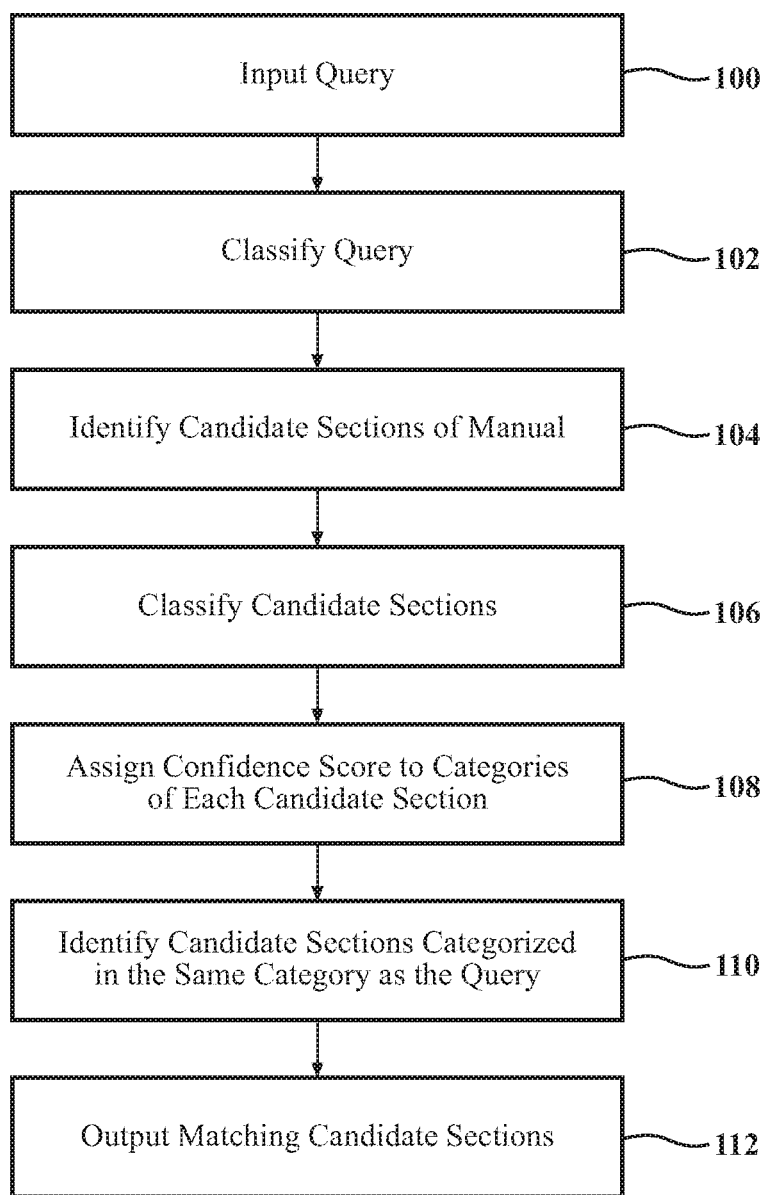 Input Query
100
Classify Query
102
Identify Candidate Sections of Manual
104
Classify Candidate Sections
106
Assign Confidence Score to Categories
of Each Candidate Section
108
Identify Candidate Sections Categorized
in the Same Category as the Query
110
Output Matching Candidate Sections
112